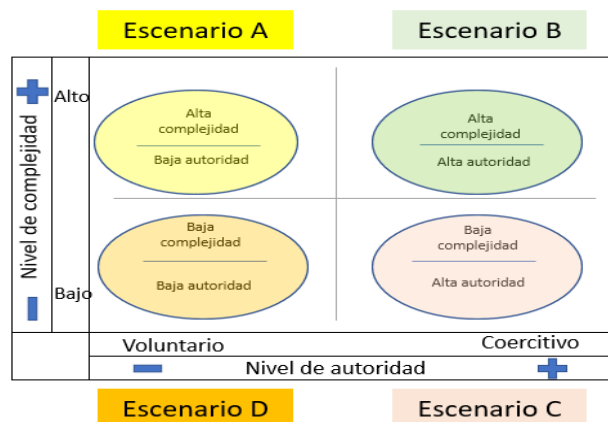 Escenario A
Escenario B
Nivel de complejidad
Alto
Alta
complejidad
Baja autoridad
Alta
complejidad
Alta autoridad
Baja
complejidad
Baja autoridad
Baja
complejidad
Alta autoridad
Bajo
Voluntario
Coercitivo
Nivel de autoridad
Escenario D
Escenario C